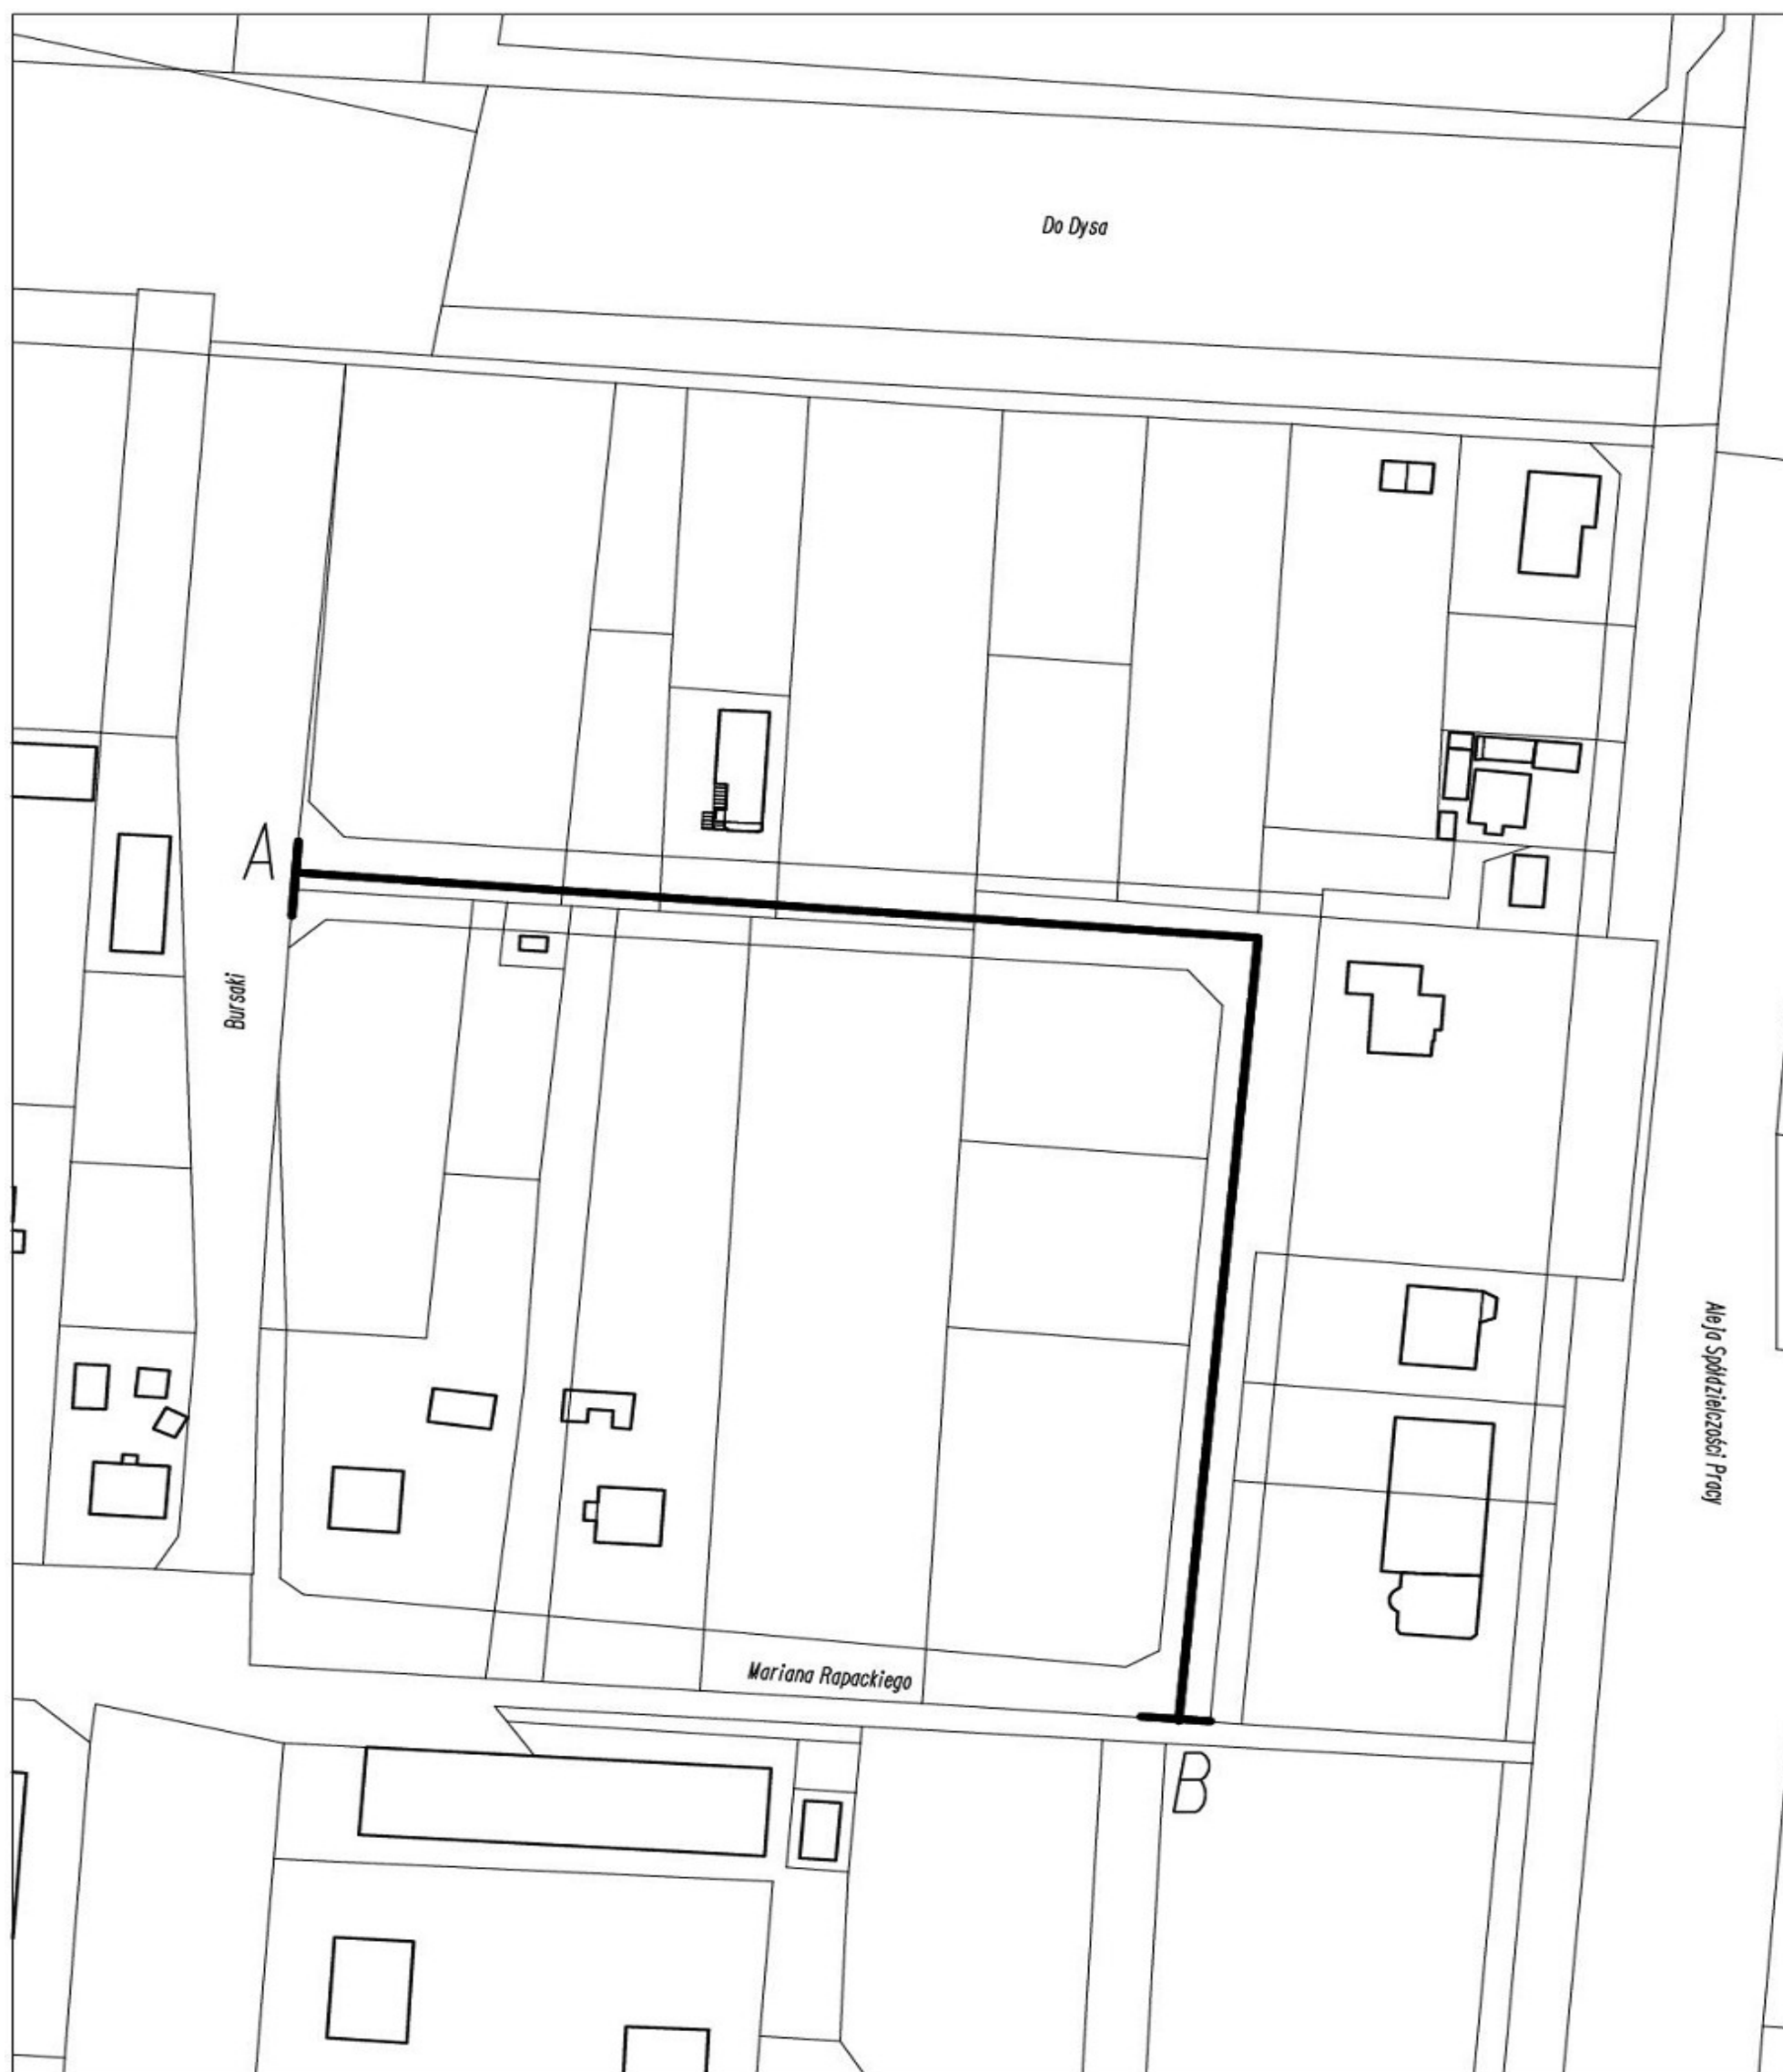 Do Dysa
A
Bursaki
Aleja Spółdzielczości Pracy
Mariana Rapackiego
B